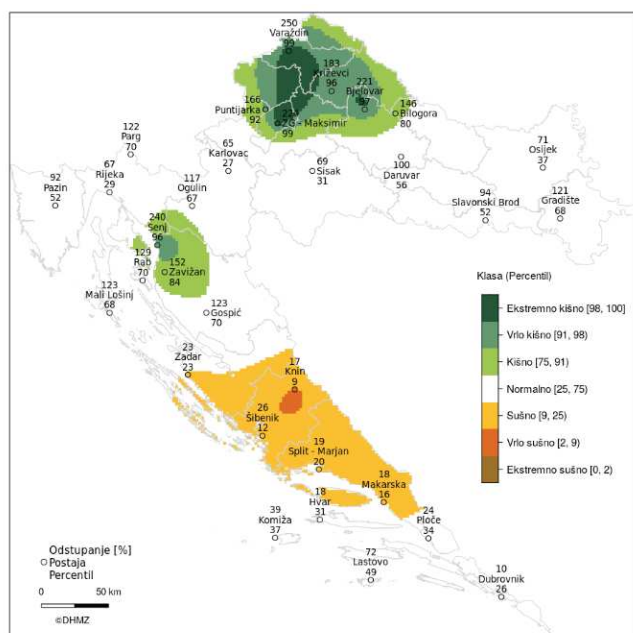 250
Varaždin
99
183
Križevci
96
221
Bjelovar
97
166
Puntijarka
92
ZG - Maksimir
99
146
Bilogora
80
122
Parg
70
65
Karlovac
27
69
Sisak
31
100
Daruvar
56
71
Osijek
37
92
Pazin
52
67
Rijeka
29
117
Ogulin
67
94
Slavonski Brod
52
121
Gradište
68
240
Senj
96
129
Rab
70
152
Zavižan
84
123
Mali Lošinj
68
123
Gospić
70
Klasa (Percentil)
Ekstremno kišno [98, 100]
Vrlo kišno [91, 98)
Kišno [75, 91)
Normalno [25, 75)
Sušno [9, 25)
Vrlo sušno [2, 9)
Ekstremno sušno [0, 2)
23
Zadar
23
17
Knin
9
26
Šibenik
12
19
Split - Marjan
20
18
Makarska
16
18
Hvar
31
39
Komiža
37
24
Ploče
34
72
Lastovo
49
10
Dubrovnik
26
Odstupanje [%]
Postaja
Percentil
0 50 km
©DHMZ